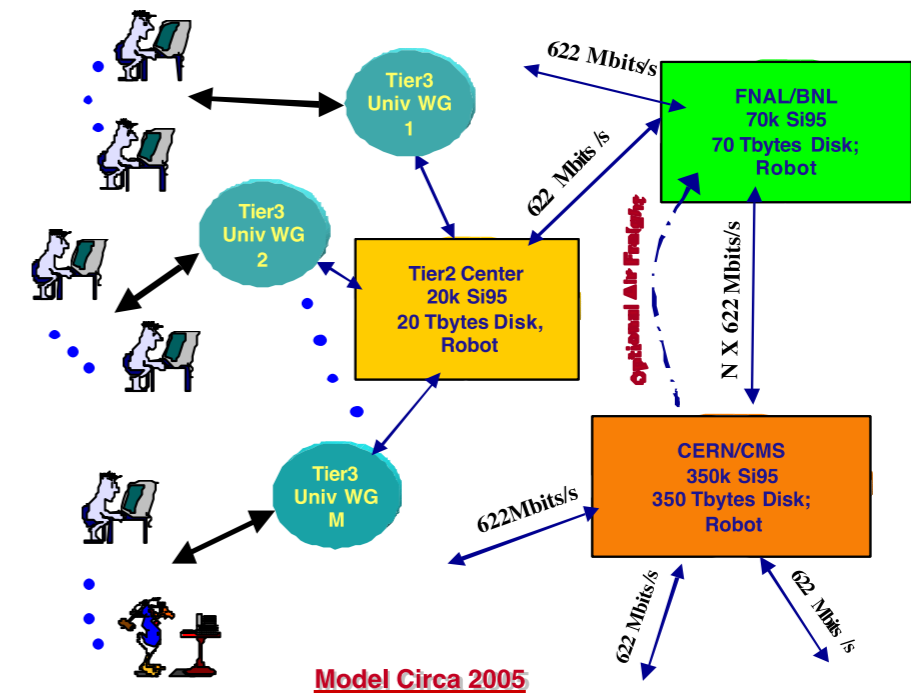 622 Mbits/s
Tier3
Univ WG
1
FNAL/BNL
70k Si95
70 Tbytes Disk;
Robot
622 Mbits /s
Tier3
Univ WG
2
Optional Air Freight
N X 622 Mbits/s
Tier2 Center
20k Si95
20 Tbytes Disk,
Robot
Tier3
Univ WG
M
CERN/CMS
350k Si95
350 Tbytes Disk;
Robot
622Mbits/s
622 Mbits/s
622 Mbits /s
Model Circa 2005